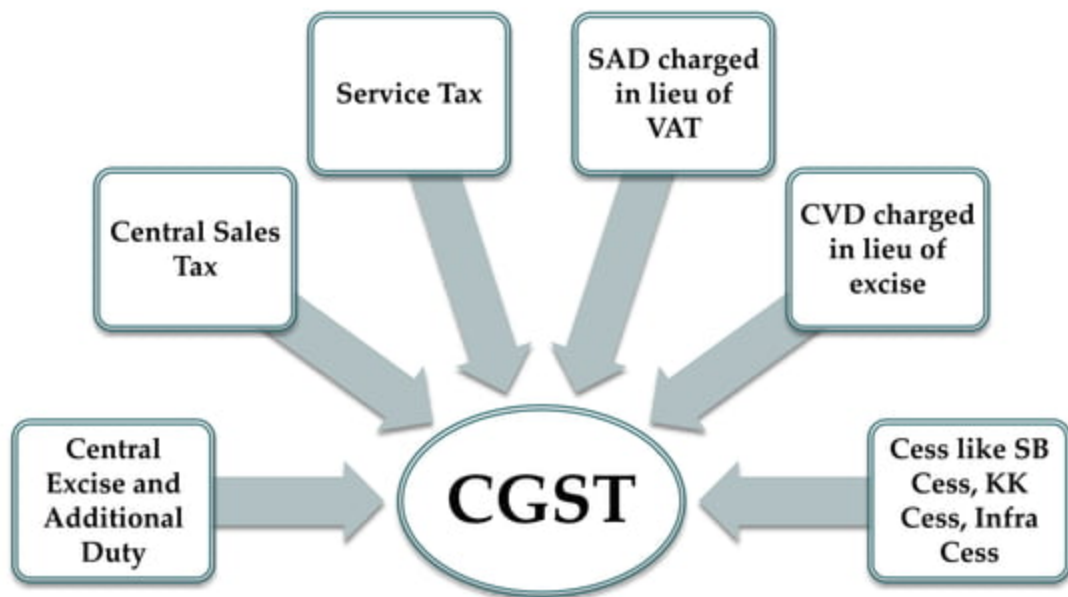 Service Tax
SAD charged
in lieu of
VAT
Central Sales
Tax
CVD charged
in lieu of
excise
Central
Excise and
Additional
Duty
CGST
Cess like SB
Cess, KK
Cess, Infra
Cess